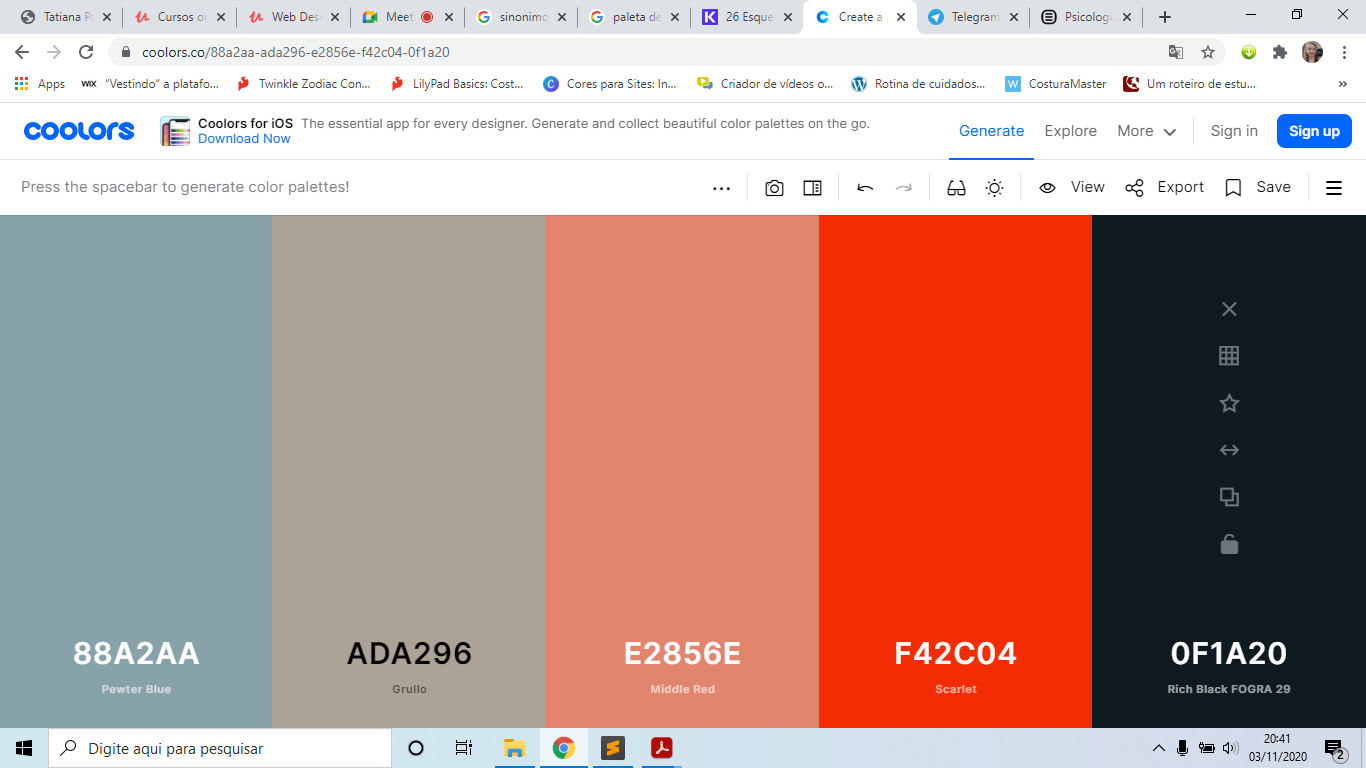 Tatiana Pa
Cursos on
Web Desi
Meet
sinonimo
paleta de
26 Esque
Create a p
Telegram
Psicologi
coolors.co/88a2aa-ada296-e2856e-f42c04-0f1a20
Apps
WIX "Vestindo" a platafo...
Twinkle Zodiac Con...
LilyPad Basics: Cost...
Cores para Sites: In...
Criador de vídeos o...
Rotina de cuidados...
CosturaMaster
Um roteiro de estu...
»
coolors
Coolors for iOS The essential app for every designer. Generate and collect beautiful color palettes on the go.
Download Now
Generate
Explore
More
Sign in
Sign up
Press the spacebar to generate color palettes!
View
Export
Save
88A2AA
Pewter Blue
ADA296
Grullo
E2856E
Middle Red
F42C04
Scarlet
0F1A20
Rich Black FOGRA 29
Digite aqui para pesquisar
20:41
03/11/2020
2